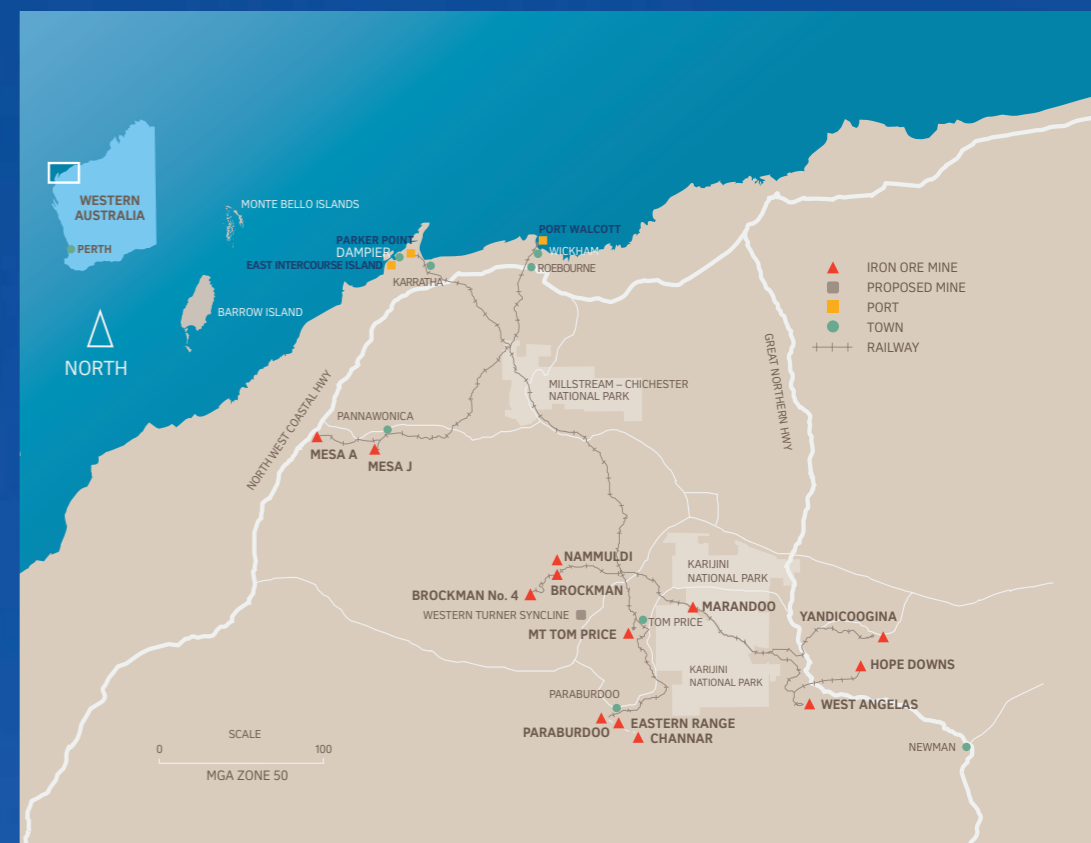 WESTERN
AUSTRALIA
PERTH
NORTH
MONTE BELLO ISLANDS
BARROW ISLAND
PARKER POINT
DAMPIER
EAST INTERCOURSE ISLAND
KARRATHA
PORT WALCOTT
WICKHAM
ROEBOURNE
IRON ORE MINE
PROPOSED MINE
PORT
TOWN
RAILWAY
NORTH WEST COASTAL HWY
GREAT NORTHERN HWY
MILLSTREAM – CHICHESTER
NATIONAL PARK
PANNAWONICA
MESA A
MESA J
NAMMULDI
BROCKMAN
BROCKMAN No. 4
WESTERN TURNER SYNCLINE
MT TOM PRICE
TOM PRICE
KARIJINI
NATIONAL PARK
MARANDOO
YANDICOOGINA
HOPE DOWNS
KARIJINI
NATIONAL PARK
WEST ANGELAS
PARABURDOO
PARABURDOO
EASTERN RANGE
CHANNAR
NEWMAN
SCALE
0 100
MGA ZONE 50